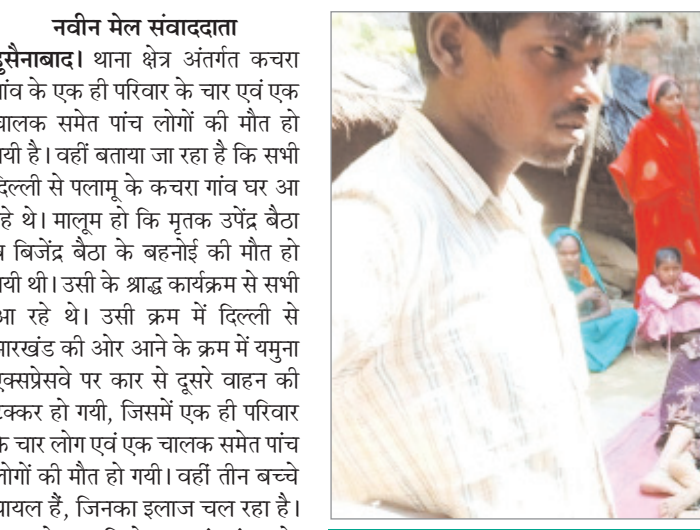 नवीन मेल संवाददाता
हुसैनाबाद। थाना क्षेत्र अंतर्गत कचरा
गांव के एक ही परिवार के चार एवं एक
चालक समेत पांच लोगों की मौत हो
गयी है। वहीं बताया जा रहा है कि सभी
दिल्ली से पलामू के कचरा गांव घर आ
रहे थे। मालूम हो कि मृतक उपेंद्र बैठा
व बिजेंद्र बैठा के बहनोई की मौत हो
गयी थी। उसी के श्राद्ध कार्यक्रम से सभी
आ रहे थे। उसी क्रम में दिल्ली से
झारखंड की ओर आने के क्रम में यमुना
एक्सप्रेसवे पर कार से दूसरे वाहन की
टक्कर हो गयी, जिसमें एक ही परिवार
के चार लोग एवं एक चालक समेत पांच
लोगों की मौत हो गयी। वहीं तीन बच्चे
घायल हैं, जिनका इलाज चल रहा है।